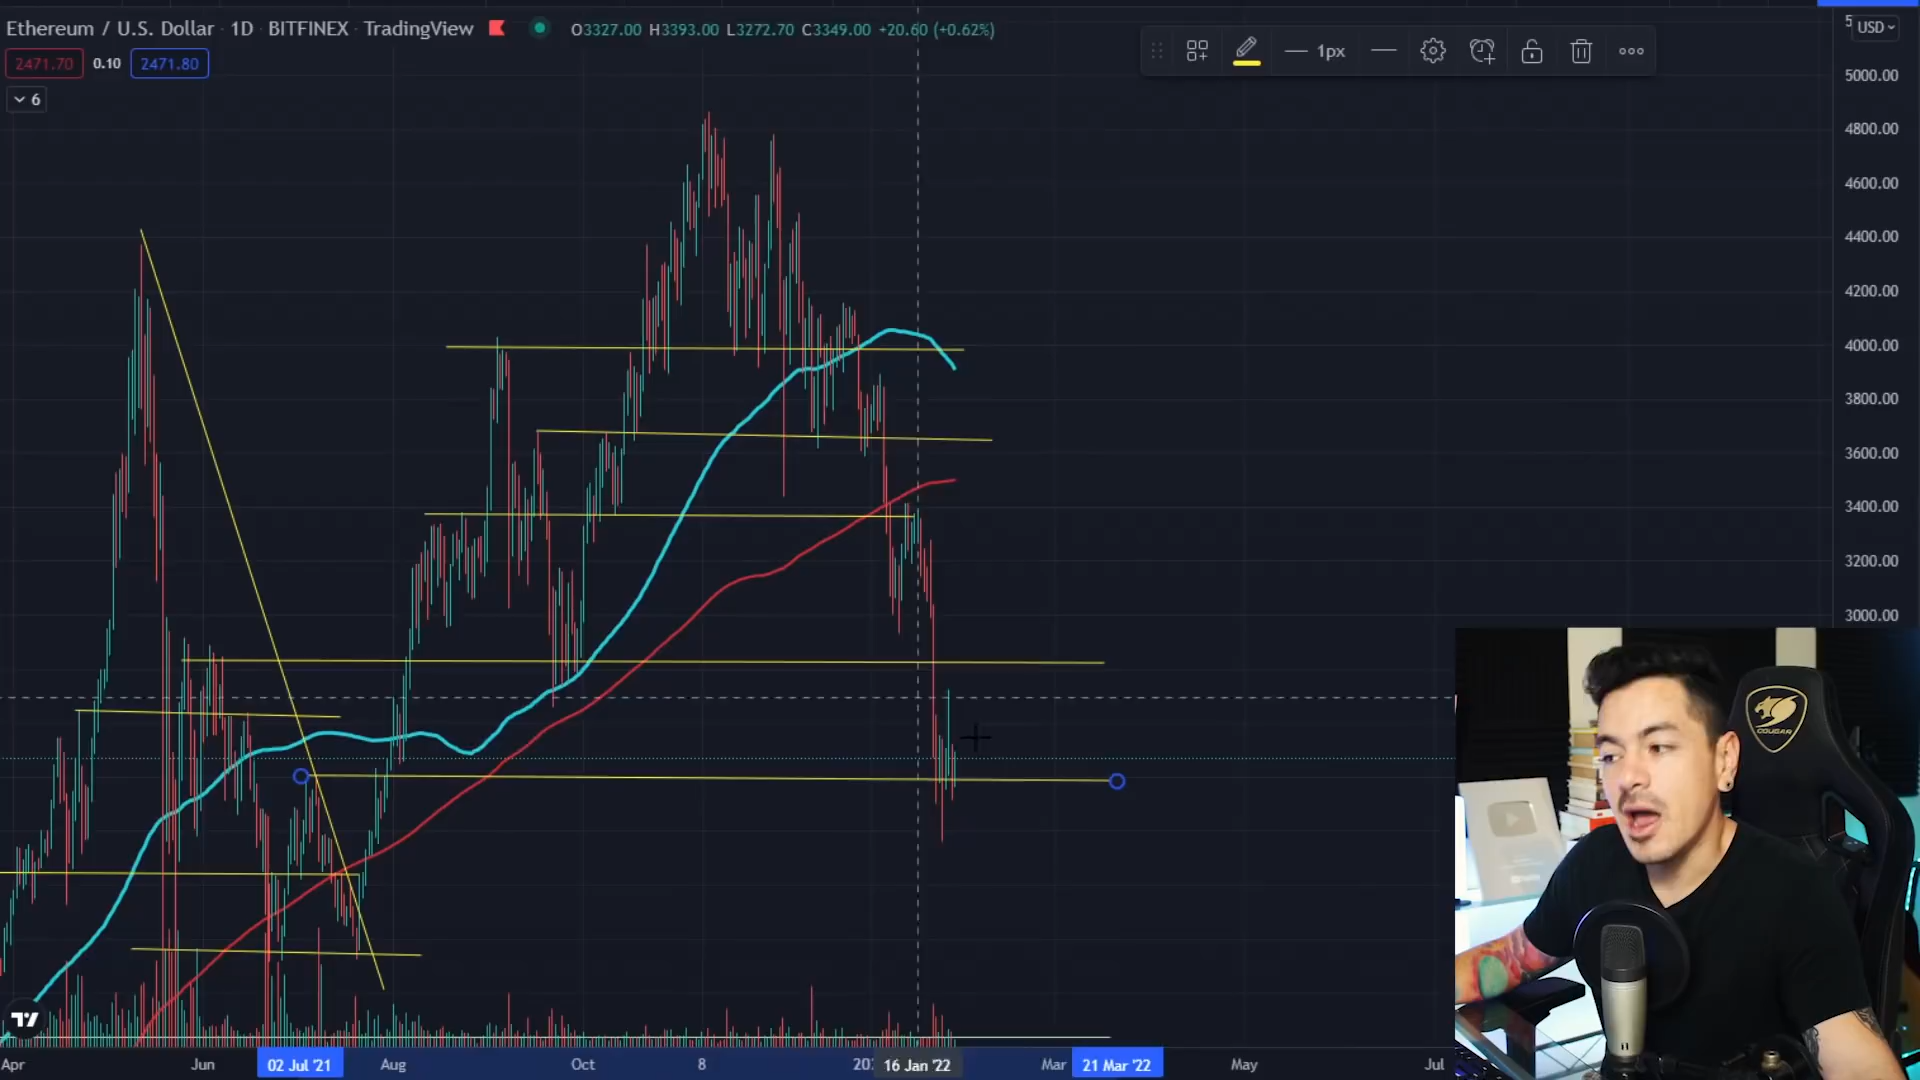 Ethereum / U.S. Dollar · 1D · BITFINEX · TradingView O3327.00 H3393.00 L3272.70 C3349.00 +20.60 (+0.62%)
2471.70 0.10 2471.80
6
1px
USD
5000.00
4800.00
4600.00
4400.00
4200.00
4000.00
3800.00
3600.00
3400.00
3200.00
3000.00
COUGAR
Apr Jun 02 Jul '21 Aug Oct 8 16 Jan '22 Mar 21 Mar '22 May Jul